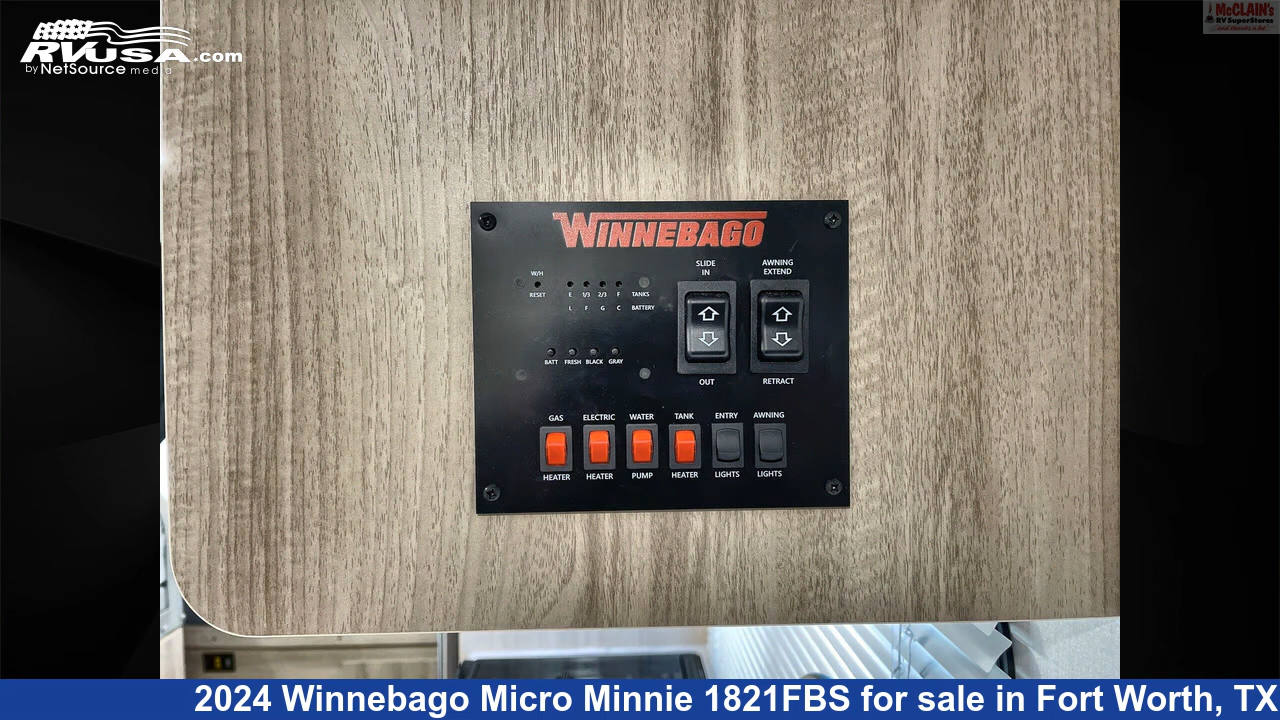 RVUSA.com
by NetSource media
McCLAIN's
RV SuperStores
WINNEBAGO
W/H
RESET
E 1/3 2/3 F TANKS
L F G C BATTERY
BATT FRESH BLACK GRAY
SLIDE
IN
OUT
AWNING
EXTEND
RETRACT
GAS ELECTRIC WATER TANK ENTRY AWNING
HEATER HEATER PUMP HEATER LIGHTS LIGHTS
2024 Winnebago Micro Minnie 1821FBS for sale in Fort Worth, TX